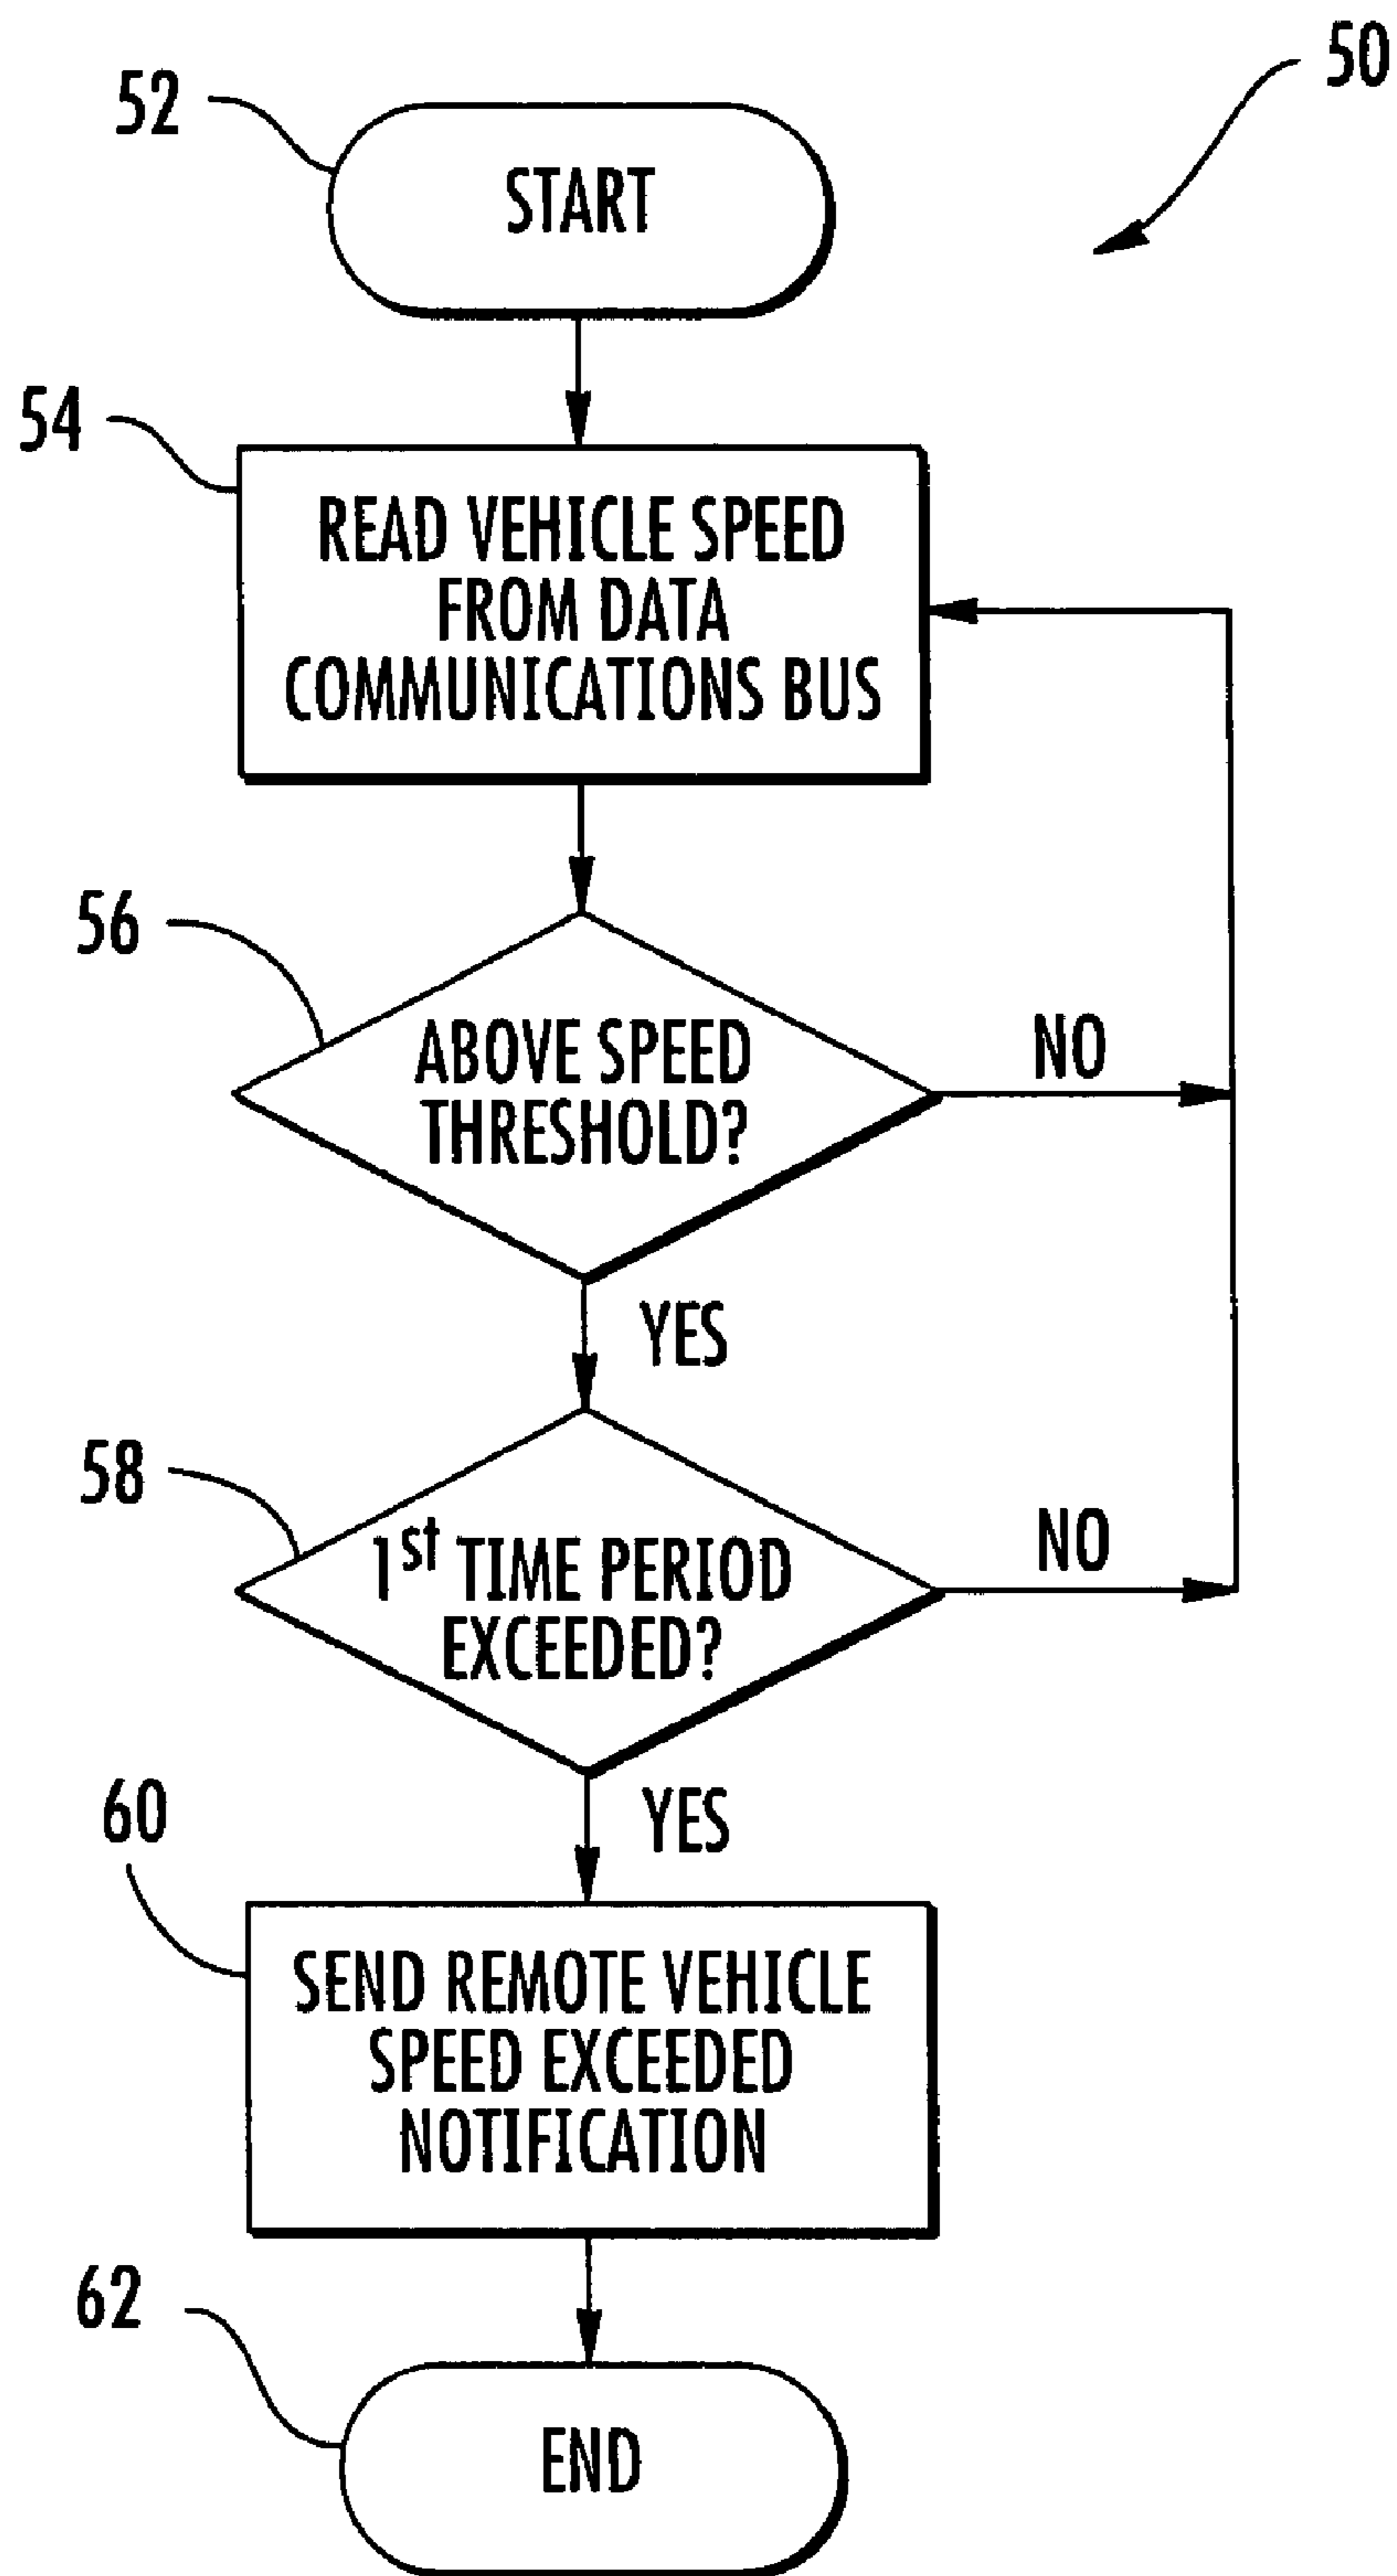 50
52
START
54
READ VEHICLE SPEED
FROM DATA
COMMUNICATIONS BUS
56
ABOVE SPEED
THRESHOLD?
NO
YES
58
1st TIME PERIOD
EXCEEDED?
NO
YES
60
SEND REMOTE VEHICLE
SPEED EXCEEDED
NOTIFICATION
62
END